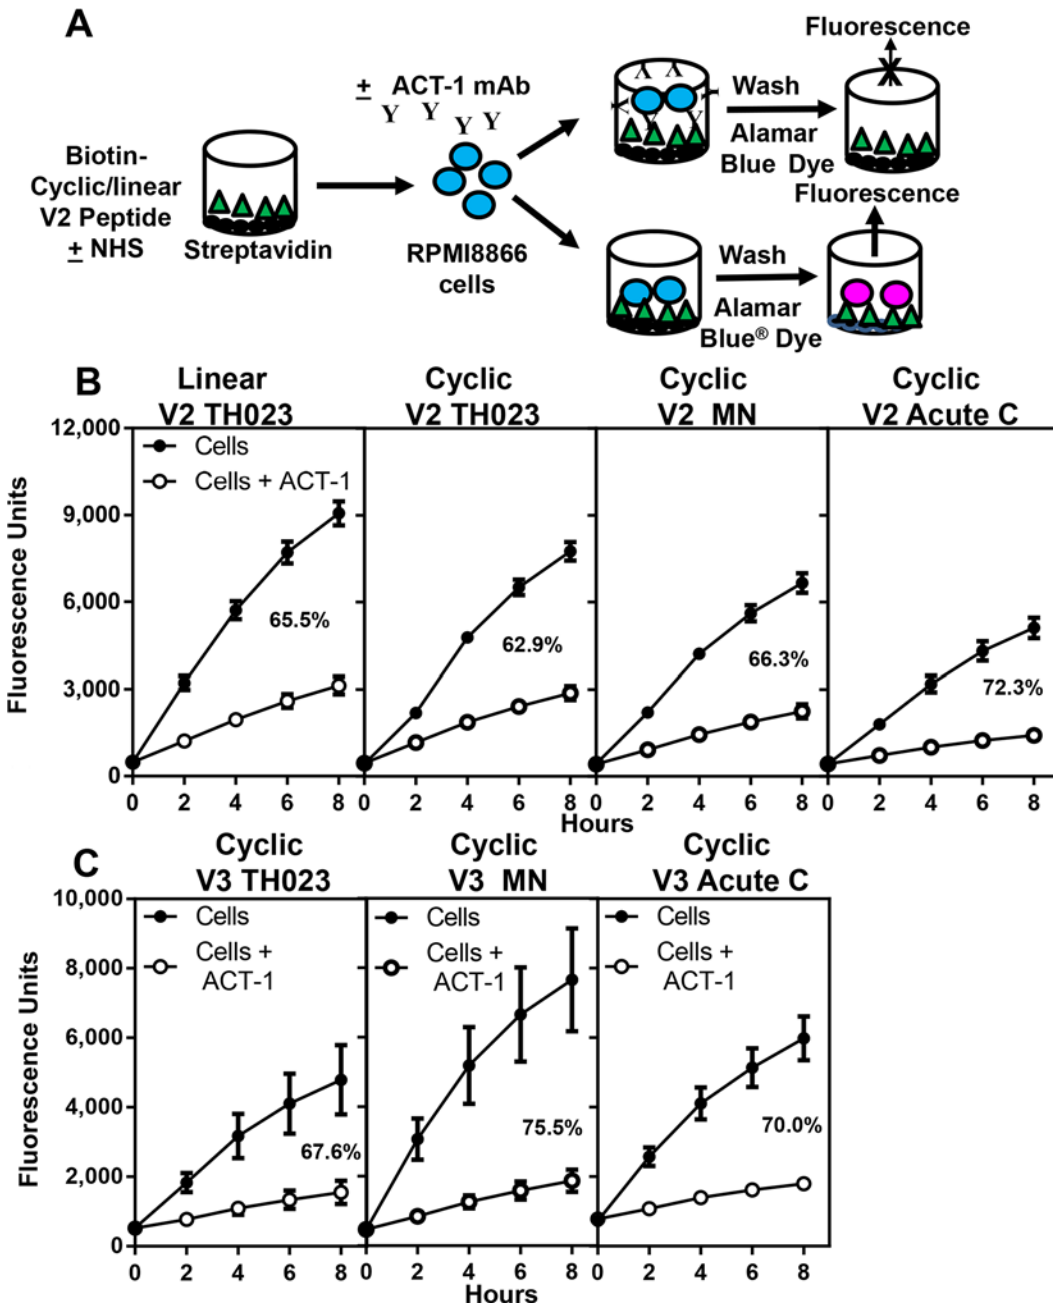 A
Fluorescence
± ACT-1 mAb
Y Y Y Y
Wash
Biotin-
Cyclic/linear
V2 Peptide
± NHS
Streptavidin
RPMI8866
cells
Alamar
Blue Dye
X
Fluorescence
Wash
Alamar
Blue® Dye
B
Linear
V2 TH023
Cyclic
V2 TH023
Cyclic
V2 MN
Cyclic
V2 Acute C
Fluorescence Units
12,000
9,000
6,000
3,000
0
Cells
Cells + ACT-1
65.5%
62.9%
66.3%
72.3%
0 2 4 6 8
0 2 4 6 8
0 2 4 6 8
0 2 4 6 8
Hours
C
Cyclic
V3 TH023
Cyclic
V3 MN
Cyclic
V3 Acute C
Fluorescence Units
10,000
8,000
6,000
4,000
2,000
0
Cells
Cells +
ACT-1
67.6%
Cells
Cells +
ACT-1
75.5%
Cells
Cells +
ACT-1
70.0%
0 2 4 6 8
0 2 4 6 8
0 2 4 6 8
Hours